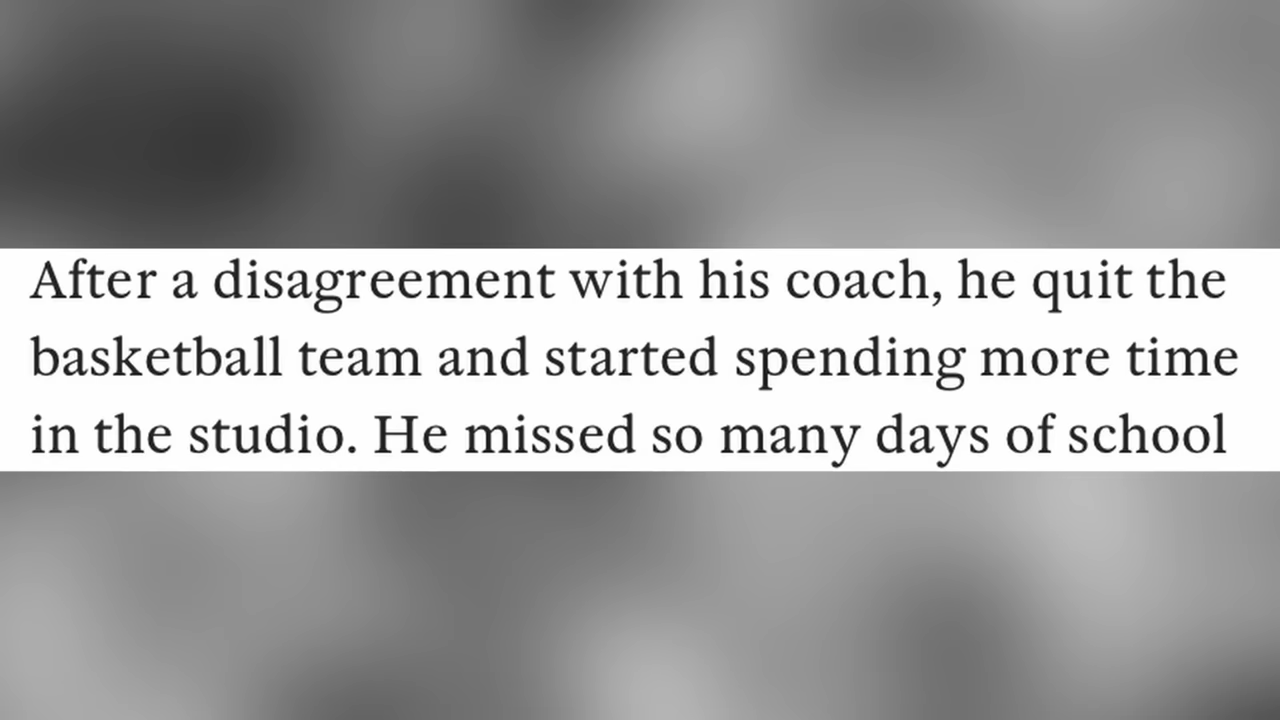 After a disagreement with his coach, he quit the
basketball team and started spending more time
in the studio. He missed so many days of school